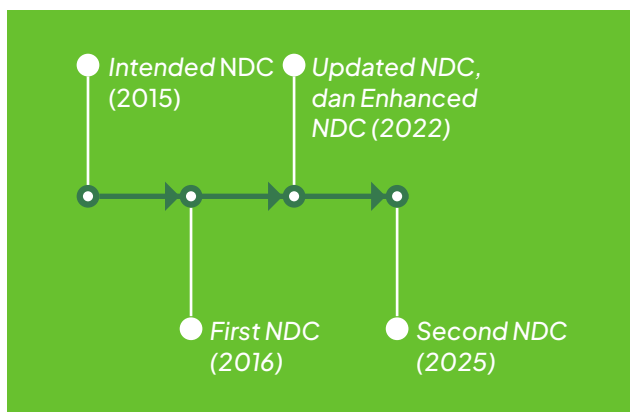 Intended NDC
(2015)
First NDC
(2016)
Updated NDC,
dan Enhanced
NDC (2022)
Second NDC
(2025)